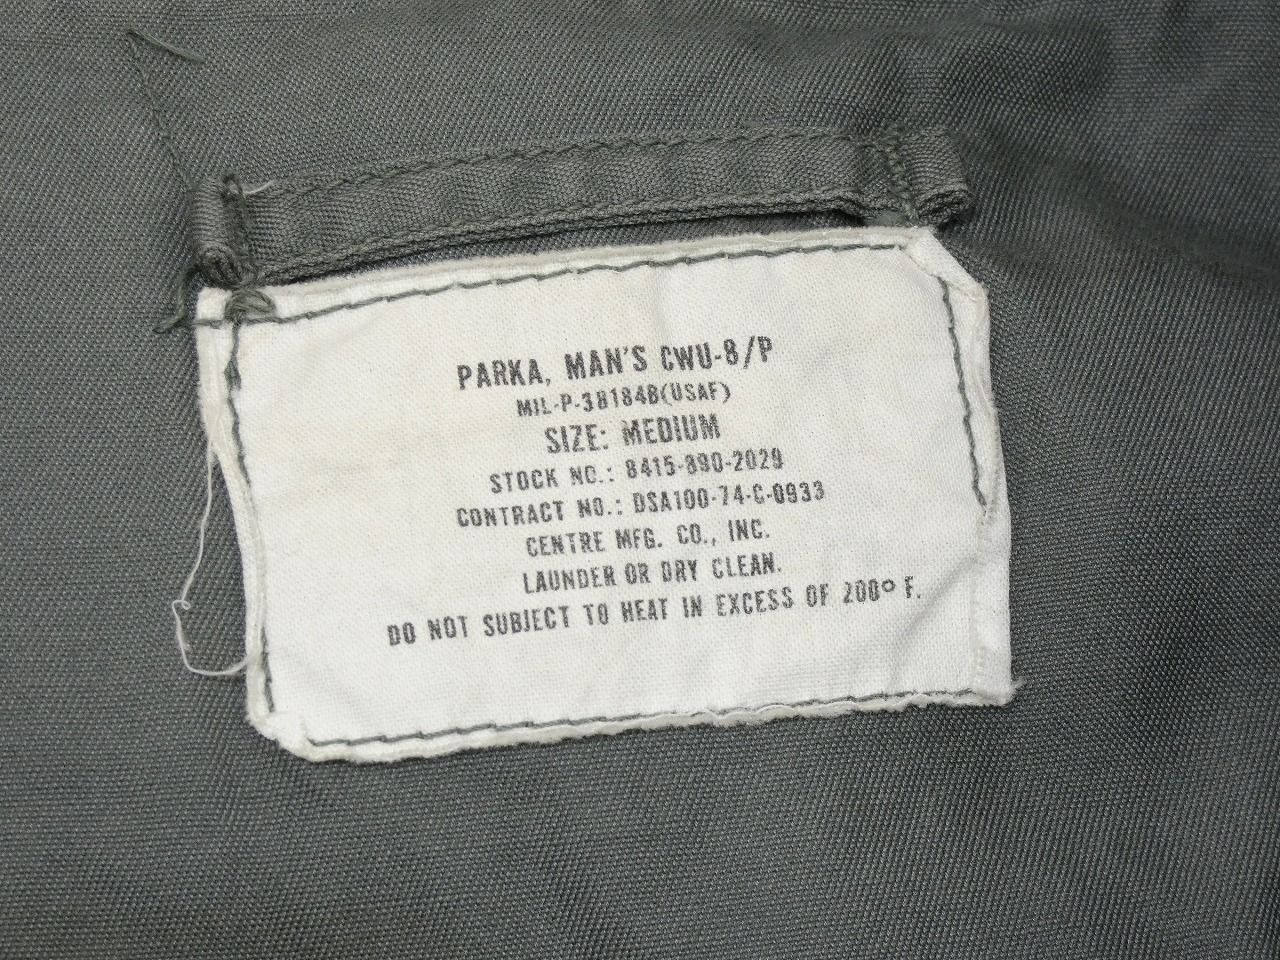 PARKA, MAN'S CWU-8/P
MIL-P-38184B(USAF)
SIZE: MEDIUM
STOCK NO.: 8415-890-2029
CONTRACT NO.: DSA100-74-C-0933
CENTRE MFG. CO., INC.
LAUNDER OR DRY CLEAN.
DO NOT SUBJECT TO HEAT IN EXCESS OF 200° F.